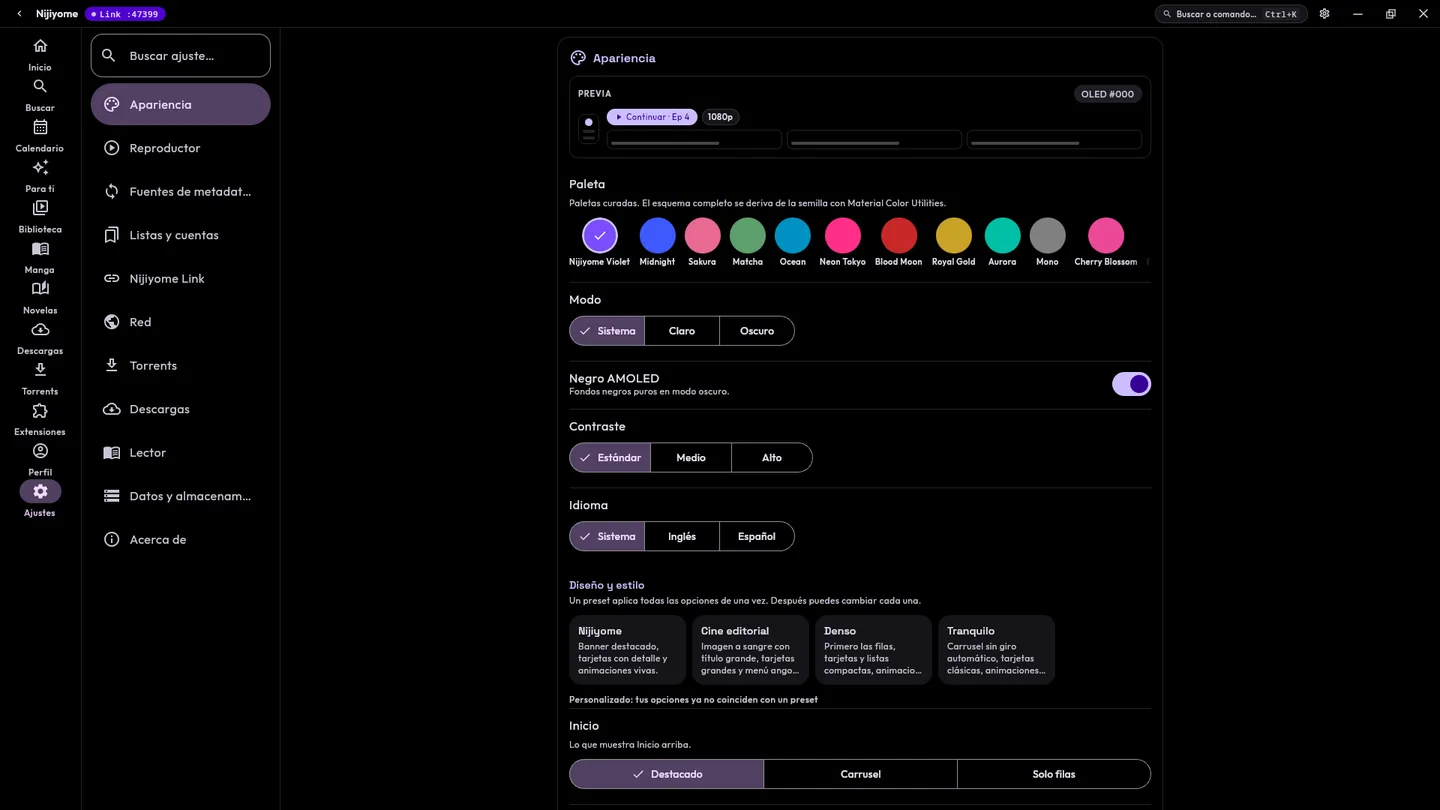 Nijiyome
Link :47399
Buscar o comando... Ctrl+K
Inicio
Buscar
Calendario
Para ti
Biblioteca
Manga
Novelas
Descargas
Torrents
Extensiones
Perfil
Ajustes
Buscar ajuste...
Apariencia
Reproductor
Fuentes de metadat...
Listas y cuentas
Nijiyome Link
Red
Torrents
Descargas
Lector
Datos y almacenam...
Acerca de
Apariencia
PREVIA
OLED #000
Continuar · Ep 4
1080p
Paleta
Paletas curadas. El esquema completo se deriva de la semilla con Material Color Utilities.
Nijiyome Violet
Midnight
Sakura
Matcha
Ocean
Neon Tokyo
Blood Moon
Royal Gold
Aurora
Mono
Cherry Blossom
Modo
Sistema
Claro
Oscuro
Negro AMOLED
Fondos negros puros en modo oscuro.
Contraste
Estándar
Medio
Alto
Idioma
Sistema
Inglés
Español
Diseño y estilo
Un preset aplica todas las opciones de una vez. Después puedes cambiar cada una.
Nijiyome
Banner destacado,
tarjetas con detalle y
animaciones vivas.
Cine editorial
Imagen a sangre con
título grande, tarjetas
grandes y menú ango...
Denso
Primero las filas,
tarjetas y listas
compactas, animacio...
Tranquilo
Carrusel sin giro
automático, tarjetas
clásicas, animaciones...
Personalizado: tus opciones ya no coinciden con un preset
Inicio
Lo que muestra Inicio arriba.
Destacado
Carrusel
Solo filas